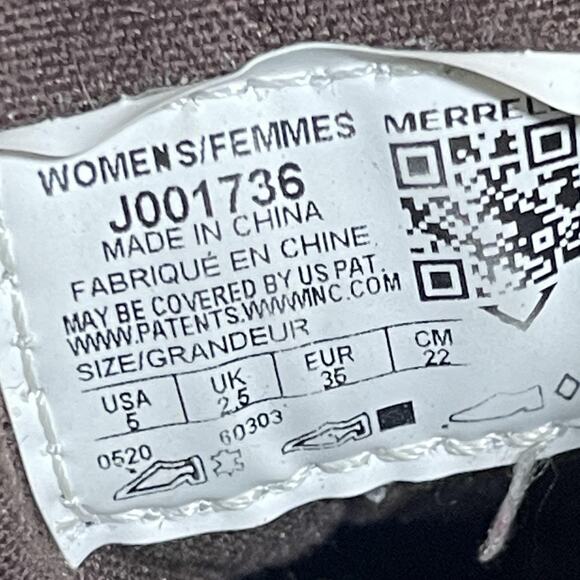 WOMENS/FEMMES
MERRELL
J001736
MADE IN CHINA
FABRIQUÉ EN CHINE
MAY BE COVERED BY US PAT.
WWW.PATENTS.WWWINC.COM
SIZE/GRANDEUR
USA UK EUR CM
5 2.5 35 22
0520 60303